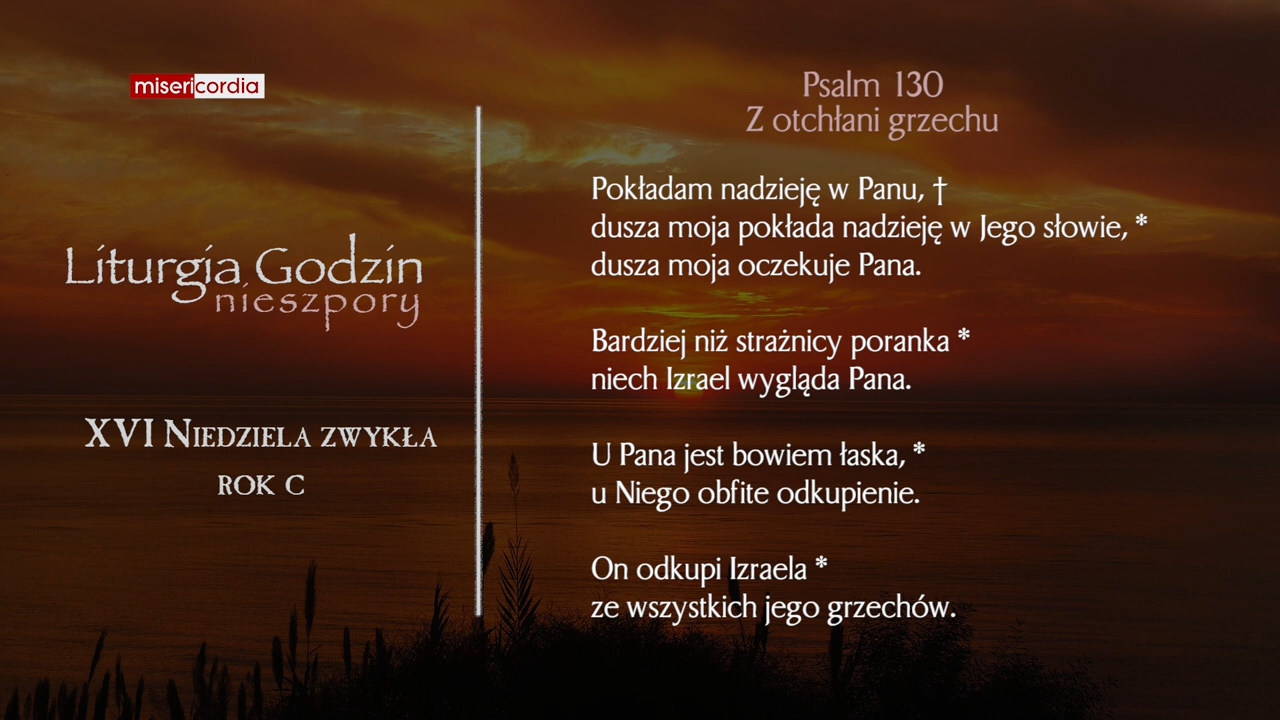 misericordia
Liturgia Godzin
nieszpory
XVI Niedziela zwykła
rok C
Psalm 130
Z otchłani grzechu
Pokładam nadzieję w Panu, †
dusza moja pokłada nadzieję w Jego słowie, *
dusza moja oczekuje Pana.
Bardziej niż strażnicy poranka *
niech Izrael wygląda Pana.
U Pana jest bowiem łaska, *
u Niego obfite odkupienie.
On odkupi Izraela *
ze wszystkich jego grzechów.